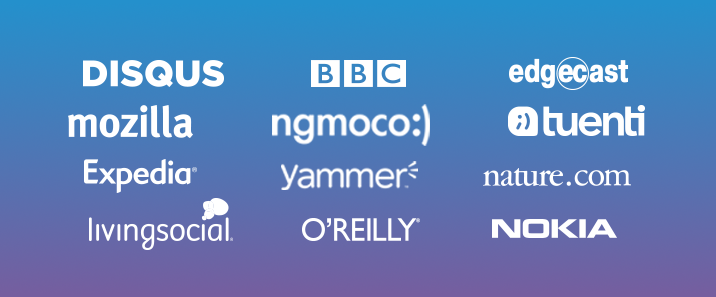 DISQUS BBC edgecast
mozilla ngmoco:) tuenti
Expedia® yammer nature.com
livingsocial. O'REILLY® NOKIA